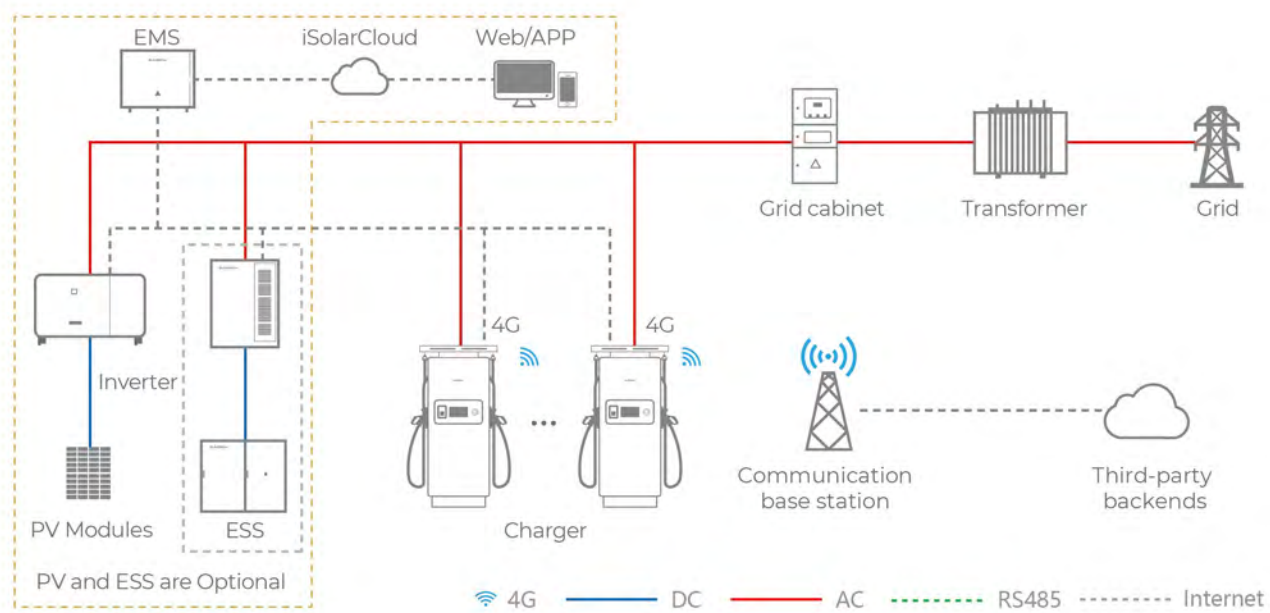 EMS
iSolarCloud
Web/APP
Grid cabinet
Transformer
Grid
4G
4G
Inverter
Communication
base station
Third-party
backends
PV Modules
ESS
Charger
PV and ESS are Optional
4G
DC
AC
RS485
Internet